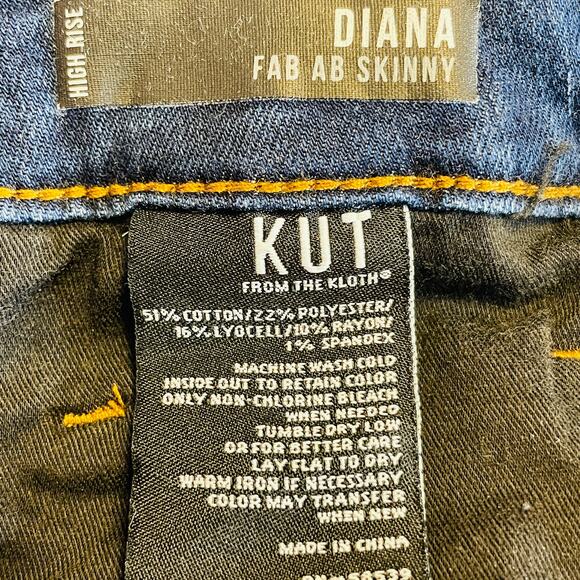 HIGH RISE
DIANA
FAB AB SKINNY
KUT
FROM THE KLOTH®
51% COTTON/22% POLYESTER/
16% LYOCELL/10% RAYON/
1% SPANDEX
MACHINE WASH COLD
INSIDE OUT TO RETAIN COLOR
ONLY NON-CHLORINE BLEACH
WHEN NEEDED
TUMBLE DRY LOW
OR FOR BETTER CARE
LAY FLAT TO DRY
WARM IRON IF NECESSARY
COLOR MAY TRANSFER
WHEN NEW
MADE IN CHINA